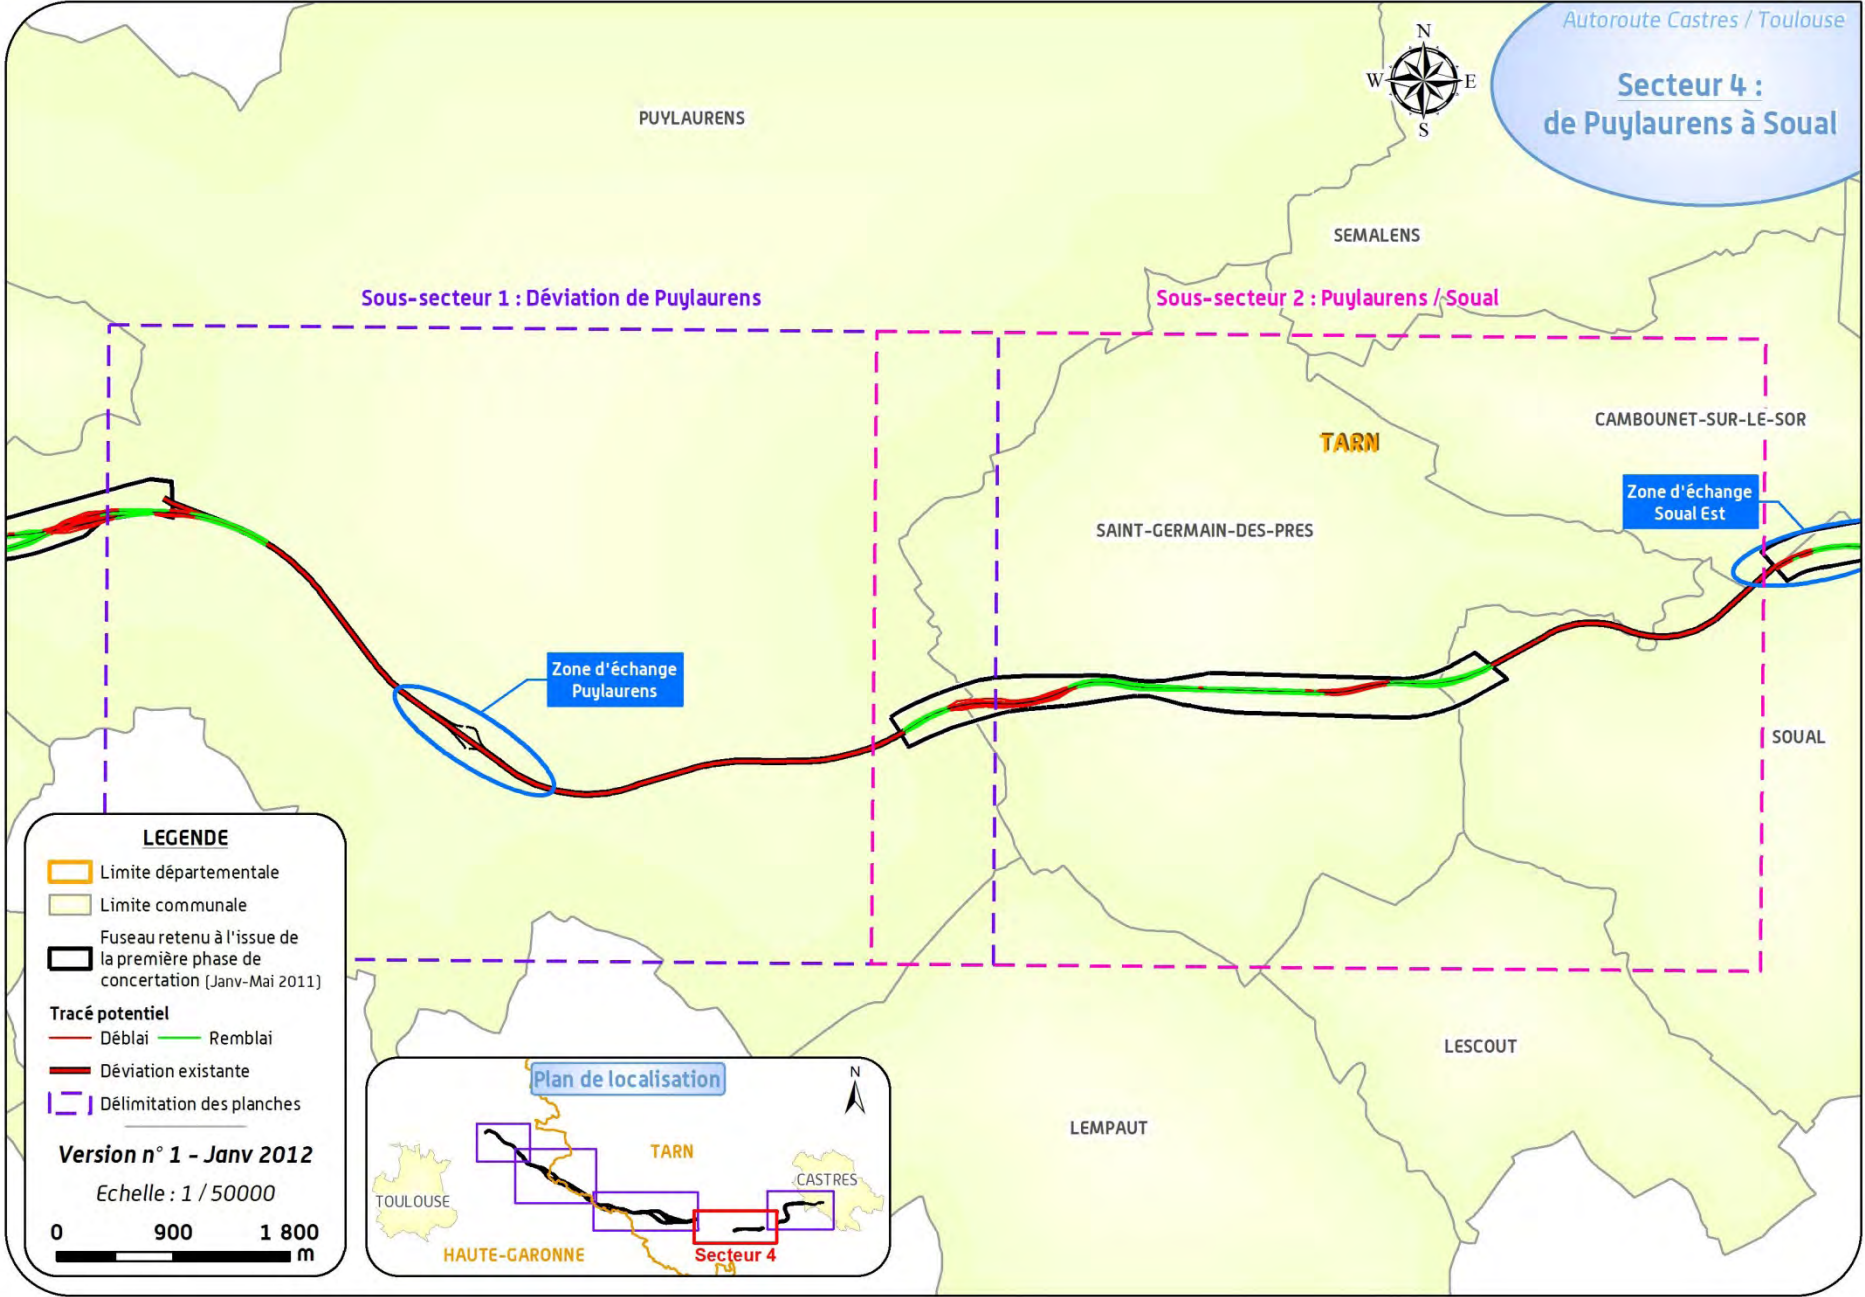 Autoroute Castres / Toulouse
Secteur 4 :
de Puylaurens à Soual
N
W
E
S
PUYLAURENS
SEMALENS
Sous-secteur 1 : Déviation de Puylaurens
Sous-secteur 2 : Puylaurens / Soual
CAMBOUNET-SUR-LE-SOR
TARN
Zone d'échange
Soual Est
SAINT-GERMAIN-DES-PRES
Zone d'échange
Puylaurens
SOUAL
LESCOUT
LEMPAUT
LEGENDE
Limite départementale
Limite communale
Fuseau retenu à l'issue de
la première phase de
concertation (Janv-Mai 2011)
Tracé potentiel
Déblai
Remblai
Déviation existante
Délimitation des planches
Version n° 1 - Janv 2012
Echelle : 1 / 50000
0 900 1 800
m
Plan de localisation
N
TARN
CASTRES
TOULOUSE
HAUTE-GARONNE
Secteur 4